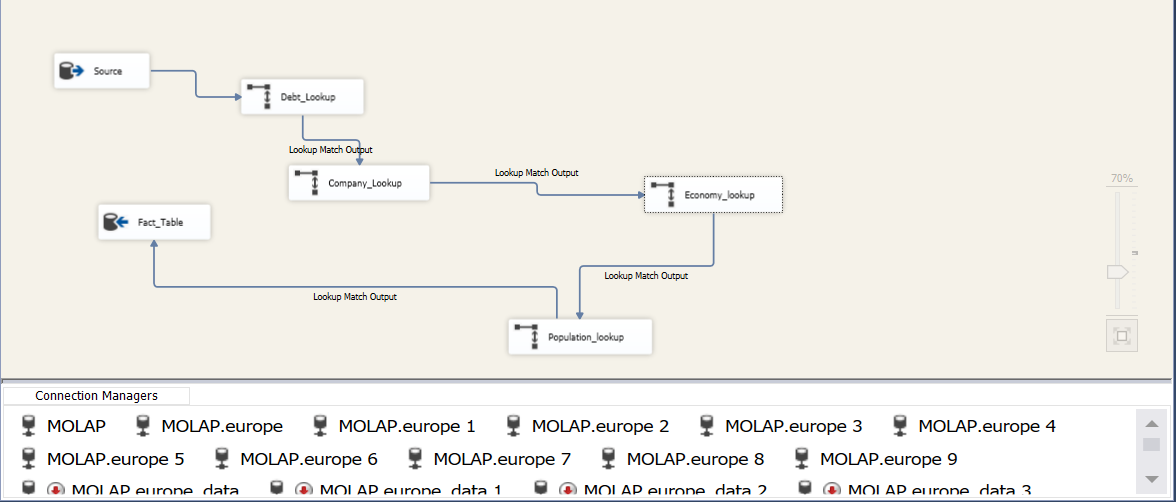 Source
Debt_Lookup
Lookup Match Output
Company_Lookup
Lookup Match Output
70%
Economy_lookup
Fact_Table
Lookup Match Output
Lookup Match Output
Population_lookup
Connection Managers
MOLAP MOLAP.europe MOLAP.europe 1 MOLAP.europe 2 MOLAP.europe 3 MOLAP.europe 4
MOLAP.europe 5 MOLAP.europe 6 MOLAP.europe 7 MOLAP.europe 8 MOLAP.europe 9
MOLAP.europe_data MOLAP.europe_data 1 MOLAP.europe_data 2 MOLAP.europe_data 3